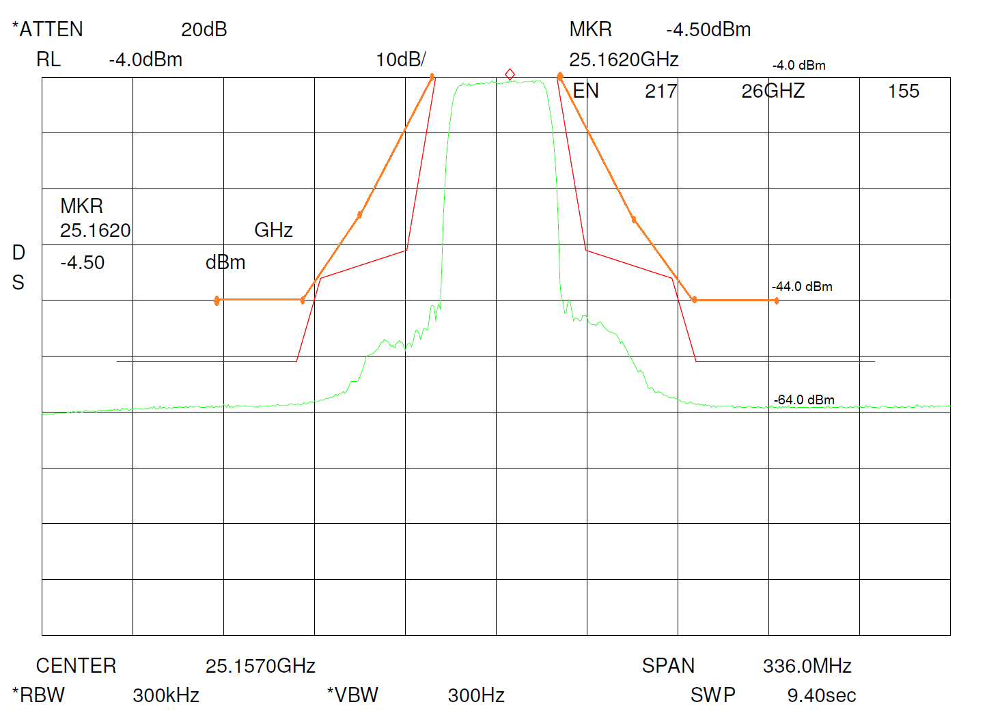 *ATTEN 20dB MKR -4.50dBm
RL -4.0dBm 10dB/ 25.1620GHz -4.0 dBm
EN 217 26GHZ 155
MKR
25.1620 GHz
D
-4.50 dBm
S
-44.0 dBm
-64.0 dBm
CENTER 25.1570GHz SPAN 336.0MHz
*RBW 300kHz *VBW 300Hz SWP 9.40sec